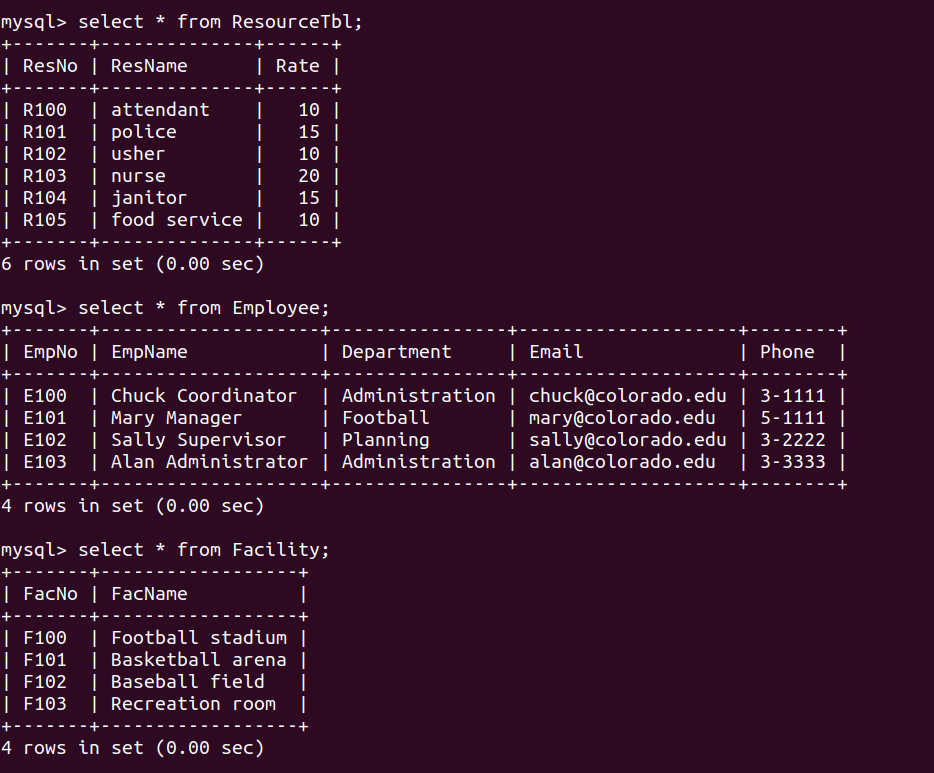 mysql> select * from ResourceTbl;
+-------+--------------+------+
| ResNo | ResName      | Rate |
+-------+--------------+------+
| R100  | attendant    |   10 |
| R101  | police       |   15 |
| R102  | usher        |   10 |
| R103  | nurse        |   20 |
| R104  | janitor      |   15 |
| R105  | food service |   10 |
+-------+--------------+------+
6 rows in set (0.00 sec)

mysql> select * from Employee;
+-------+--------------------+----------------+--------------------+--------+
| EmpNo | EmpName            | Department     | Email              | Phone  |
+-------+--------------------+----------------+--------------------+--------+
| E100  | Chuck Coordinator  | Administration | chuck@colorado.edu | 3-1111 |
| E101  | Mary Manager       | Football       | mary@colorado.edu  | 5-1111 |
| E102  | Sally Supervisor   | Planning       | sally@colorado.edu | 3-2222 |
| E103  | Alan Administrator | Administration | alan@colorado.edu  | 3-3333 |
+-------+--------------------+----------------+--------------------+--------+
4 rows in set (0.00 sec)

mysql> select * from Facility;
+-------+------------------+
| FacNo | FacName          |
+-------+------------------+
| F100  | Football stadium |
| F101  | Basketball arena |
| F102  | Baseball field   |
| F103  | Recreation room  |
+-------+------------------+
4 rows in set (0.00 sec)